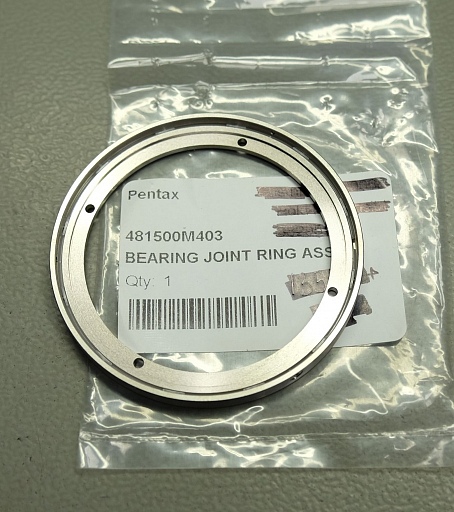 Pentax
481500M403
BEARING JOINT RING ASS
Qty: 1